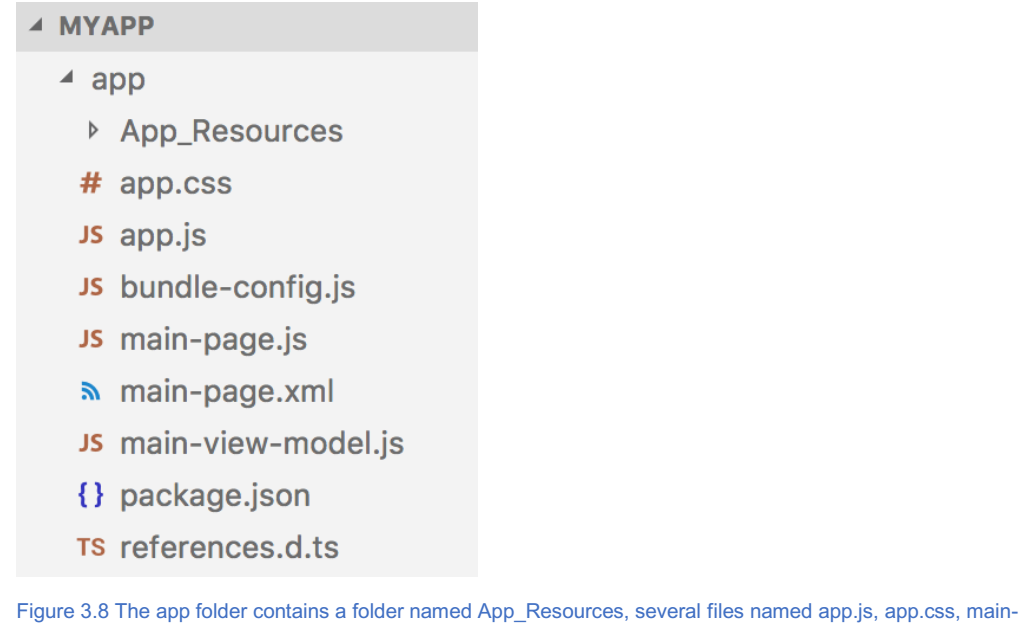 MYAPP
app
App_Resources
# app.css
JS app.js
JS bundle-config.js
JS main-page.js
main-page.xml
JS main-view-model.js
{} package.json
TS references.d.ts
Figure 3.8 The app folder contains a folder named App_Resources, several files named app.js, app.css, main-